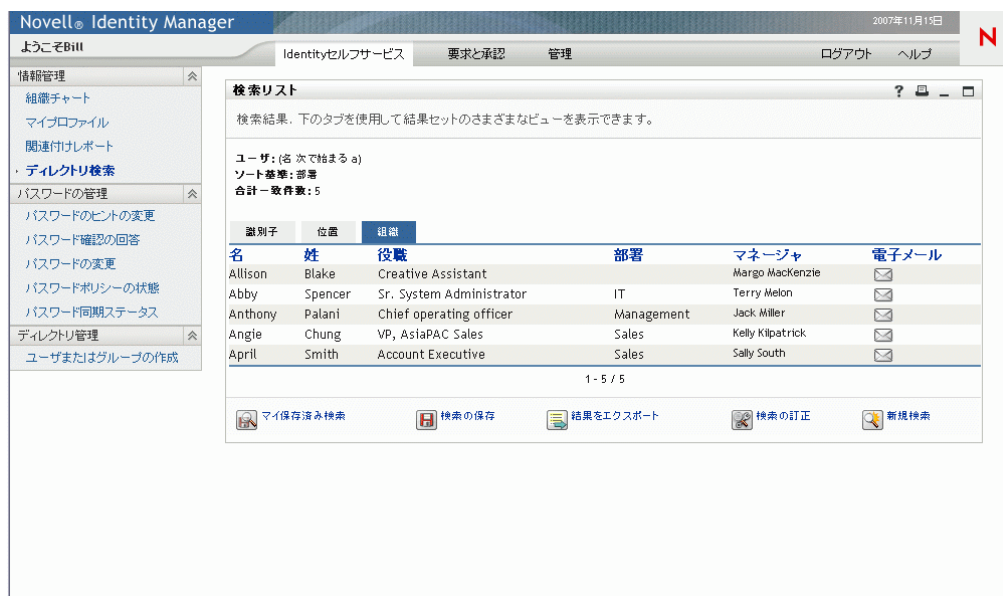 Novell® Identity Manager
2007年11月15日
N
ようこそBill
Identityセルフサービス 要求と承認 管理 ログアウト ヘルプ
情報管理
組織チャート
マイプロファイル
関連付けレポート
ディレクトリ検索
パスワードの管理
パスワードのヒントの変更
パスワード確認の回答
パスワードの変更
パスワードポリシーの状態
パスワード同期ステータス
ディレクトリ管理
ユーザまたはグループの作成
検索リスト ?
検索結果. 下のタブを使用して結果セットのさまざまなビューを表示できます。
ユーザ: (名 次で始まる a)
ソート基準: 部署
合計一致件数: 5
識別子 位置 組織
名 姓 役職 部署 マネージャ 電子メール
Allison Blake Creative Assistant Margo MacKenzie
Abby Spencer Sr. System Administrator IT Terry Melon
Anthony Palani Chief operating officer Management Jack Miller
Angie Chung VP, AsiaPAC Sales Sales Kelly Kilpatrick
April Smith Account Executive Sales Sally South
1 - 5 / 5
マイ保存済み検索 検索の保存 結果をエクスポート 検索の訂正 新規検索